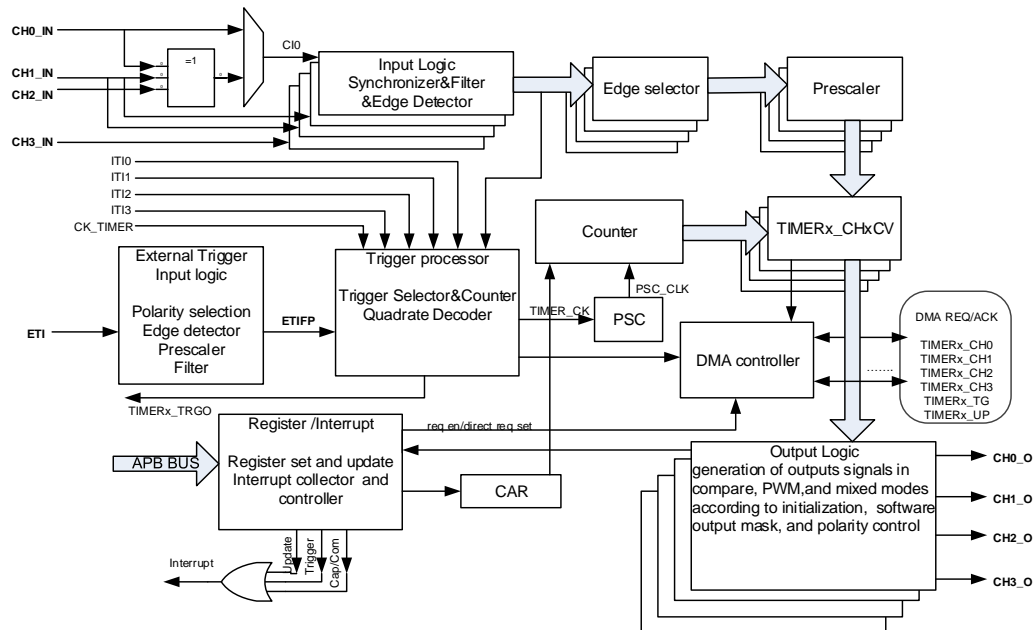 CH0_IN
CH1_IN
CH2_IN
CH3_IN
=1
CI0
Input Logic
Synchronizer&Filter
&Edge Detector
Edge selector
Prescaler
ITI0
ITI1
ITI2
ITI3
CK_TIMER
Counter
TIMERx_CHxCV
External Trigger
Input logic
Polarity selection
Edge detector
Prescaler
Filter
ETI
ETIFP
Trigger processor
Trigger Selector&Counter
Quadrate Decoder
TIMER_CK
PSC_CLK
PSC
DMA controller
DMA REQ/ACK
TIMERx_CH0
TIMERx_CH1
TIMERx_CH2
TIMERx_CH3
TIMERx_TG
TIMERx_UP
........
TIMERx_TRGO
APB BUS
Register /Interrupt
Register set and update
Interrupt collector and
controller
req en/direct req set
CAR
Output Logic
generation of outputs signals in
compare, PWM,and mixed modes
according to initialization, software
output mask, and polarity control
CH0_O
CH1_O
CH2_O
CH3_O
Update
Trigger
Cap/Com
Interrupt